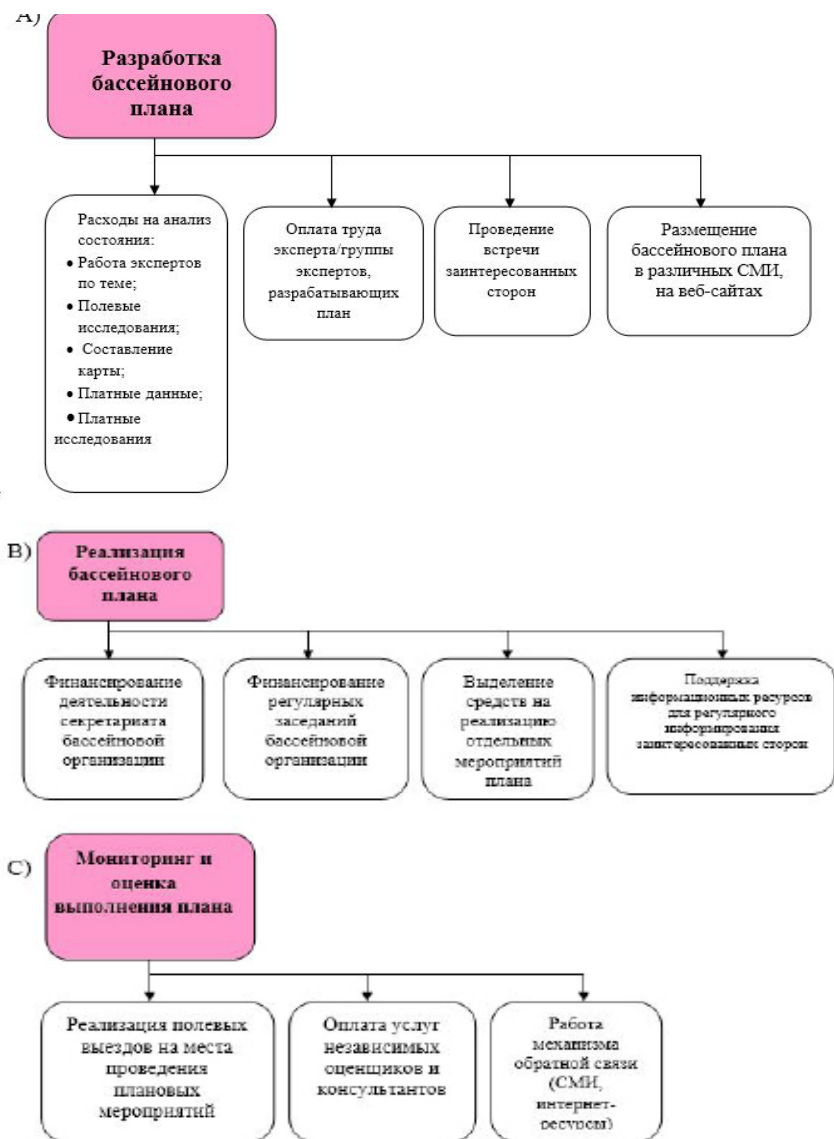 А)
Разработка
бассейнового
плана
Расходы на анализ
состояния:
• Работа экспертов
по теме;
• Полевые
исследования;
• Составление
карты;
• Платные данные;
• Платные
исследования
Оплата труда
эксперта/группы
экспертов,
разрабатывающих
план
Проведение
встречи
заинтересованных
сторон
Размещение
бассейнового плана
в различных СМИ,
на веб-сайтах
B)
Реализация
бассейнового
плана
Финансирование
деятельности
секретариата
бассейновой
организации
Финансирование
регулярных
заседаний
бассейновой
организации
Выделение
средств на
реализацию
отдельных
мероприятий
плана
Поддержка
информационных ресурсов
для регулярного
информирования
заинтересованных сторон
C)
Мониторинг и
оценка
выполнения плана
Реализация полевых
выездов на места
проведения
плановых
мероприятий
Оплата услуг
независимых
оценщиков и
консультантов
Работа
механизма
обратной связи
(СМИ,
интернет-
ресурсы)